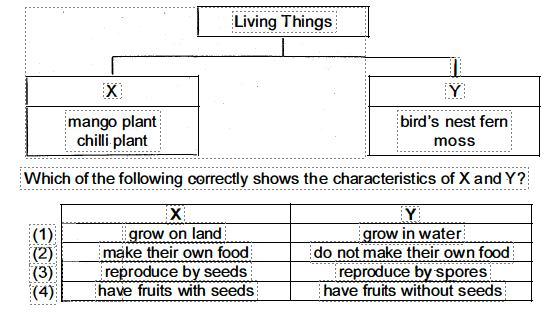 Living Things
X Y
mango plant bird's nest fern
chilli plant moss
Which of the following correctly shows the characteristics of X and Y?
X Y
(1) grow on land grow in water
(2) make their own food do not make their own food
(3) reproduce by seeds reproduce by spores
(4) have fruits with seeds have fruits without seeds